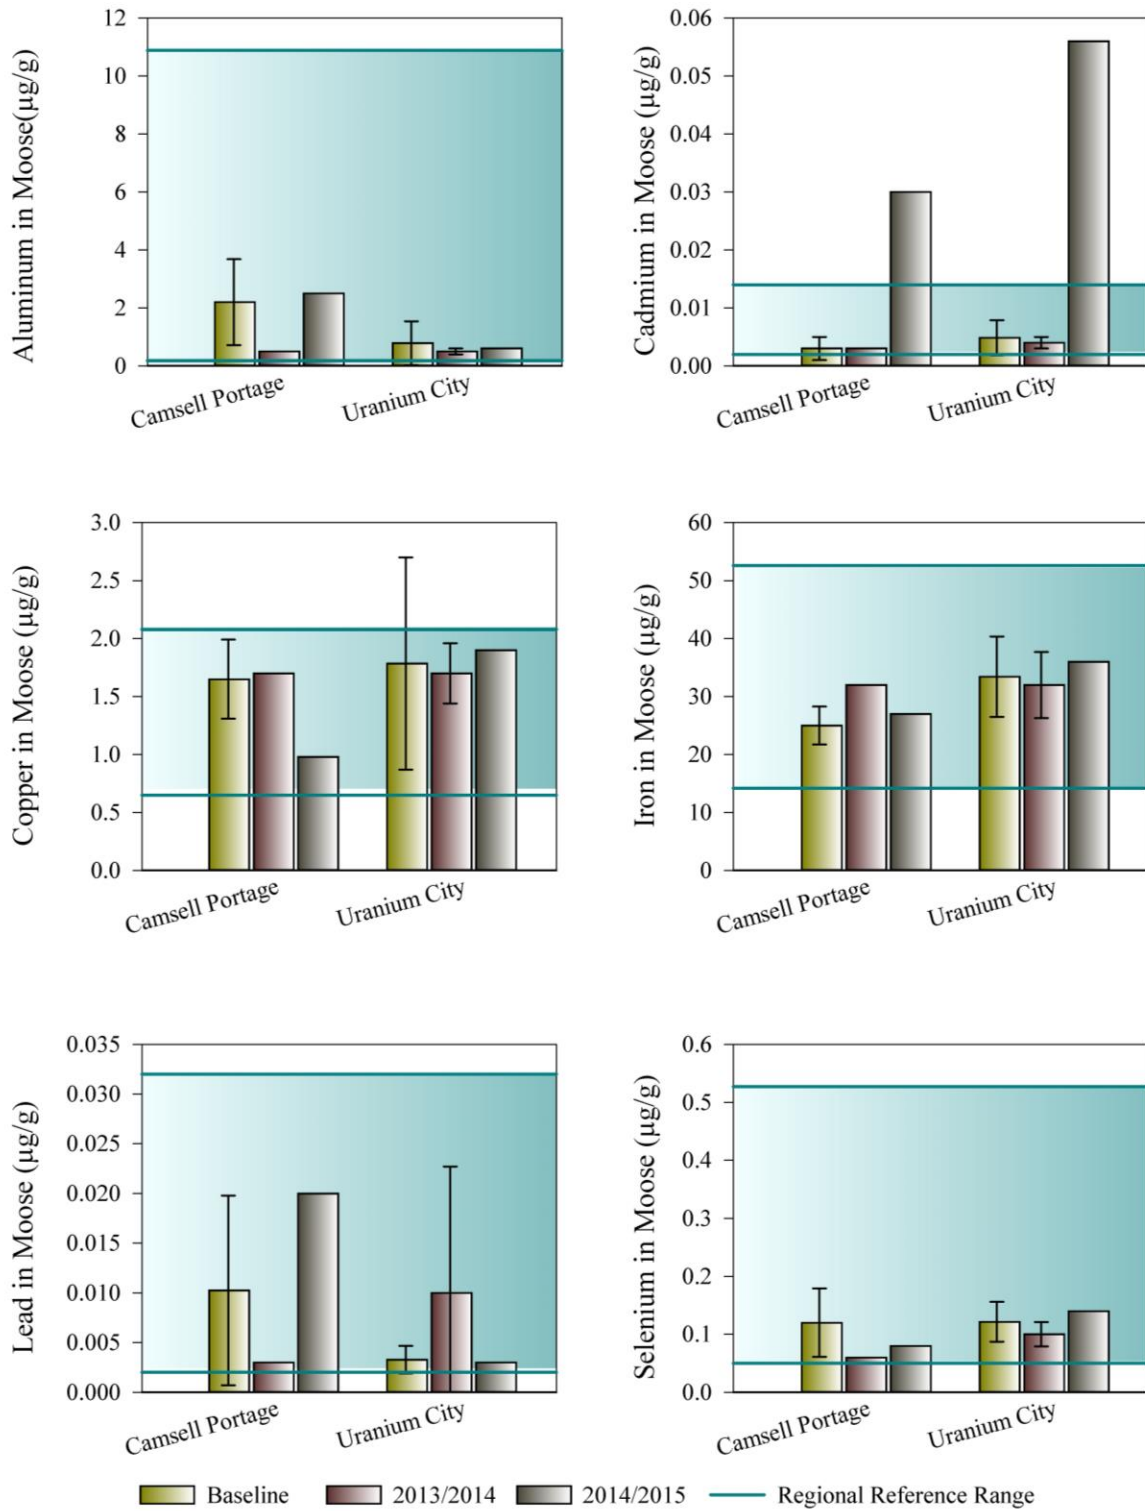 Aluminum in Moose(µg/g)
12
10
8
6
4
2
0
Camsell Portage
Uranium City
Cadmium in Moose (µg/g)
0.06
0.05
0.04
0.03
0.02
0.01
0.00
Camsell Portage
Uranium City
Copper in Moose (µg/g)
3.0
2.5
2.0
1.5
1.0
0.5
0.0
Camsell Portage
Uranium City
Iron in Moose (µg/g)
60
50
40
30
20
10
0
Camsell Portage
Uranium City
Lead in Moose (µg/g)
0.035
0.030
0.025
0.020
0.015
0.010
0.005
0.000
Camsell Portage
Uranium City
Selenium in Moose (µg/g)
0.6
0.5
0.4
0.3
0.2
0.1
0.0
Camsell Portage
Uranium City
Baseline 2013/2014 2014/2015 Regional Reference Range